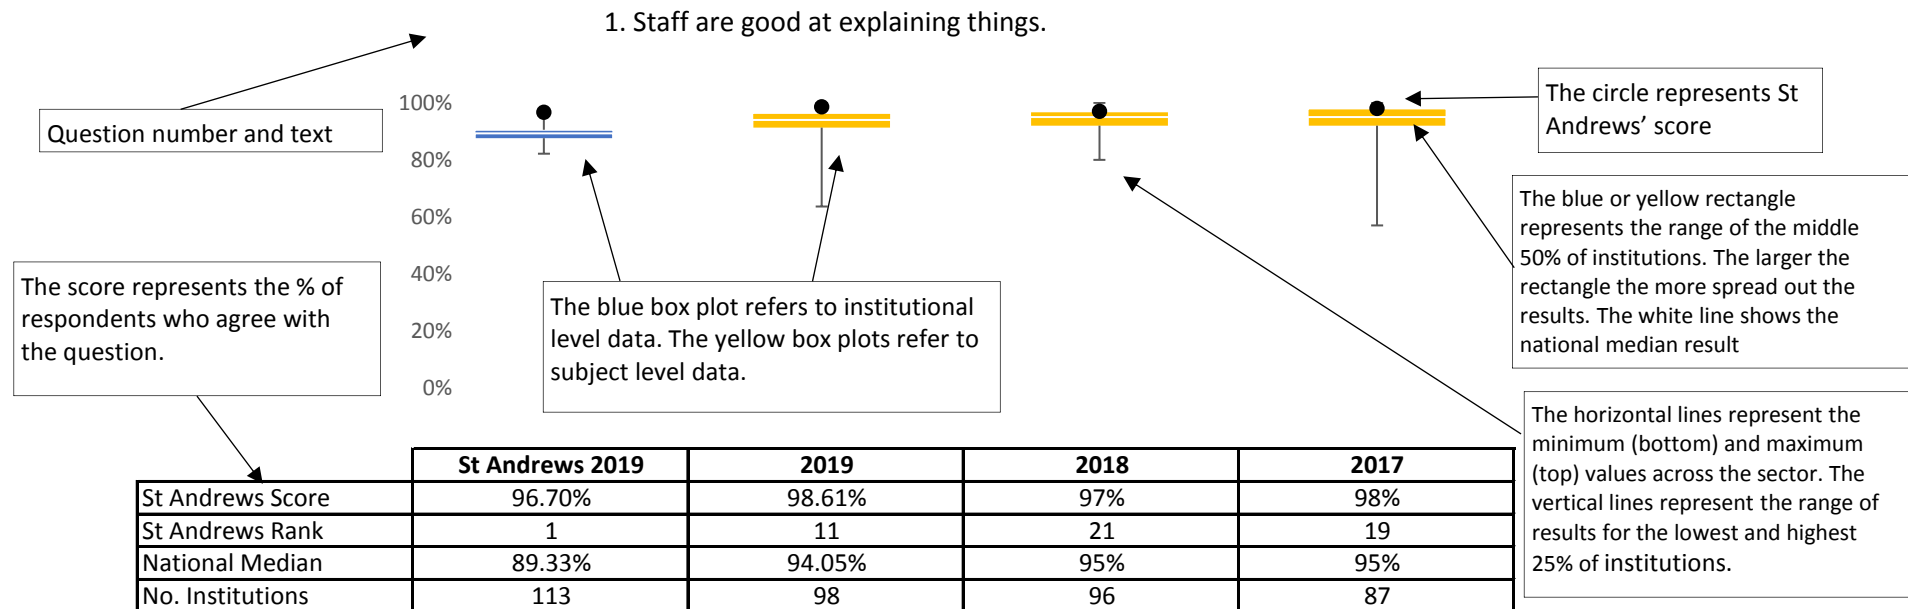 1. Staff are good at explaining things.
Question number and text
100%
80%
60%
40%
20%
0%
The circle represents St
Andrews’ score
The blue or yellow rectangle
represents the range of the middle
50% of institutions. The larger the
rectangle the more spread out the
results. The white line shows the
national median result
The score represents the % of
respondents who agree with
the question.
The blue box plot refers to institutional
level data. The yellow box plots refer to
subject level data.
The horizontal lines represent the
minimum (bottom) and maximum
(top) values across the sector. The
vertical lines represent the range of
results for the lowest and highest
25% of institutions.
St Andrews 2019 2019 2018 2017
St Andrews Score 96.70% 98.61% 97% 98%
St Andrews Rank 1 11 21 19
National Median 89.33% 94.05% 95% 95%
No. Institutions 113 98 96 87